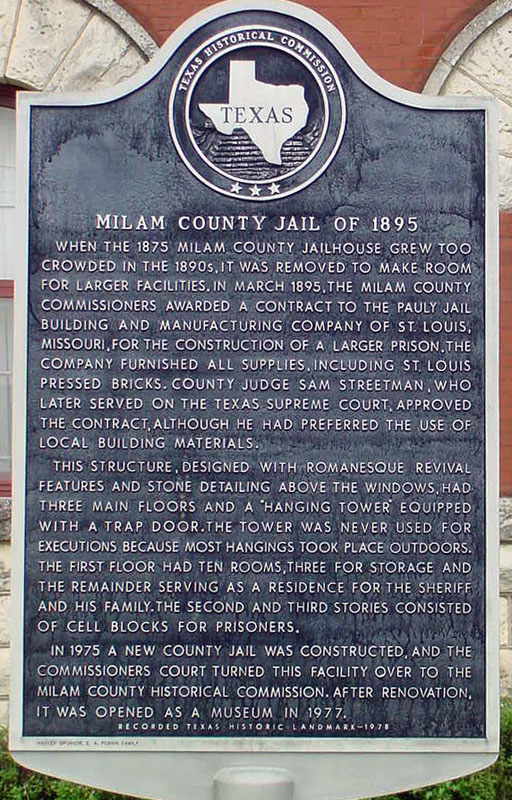 TEXAS HISTORICAL COMMISSION
TEXAS
MILAM COUNTY JAIL OF 1895
WHEN THE 1875 MILAM COUNTY JAILHOUSE GREW TOO
CROWDED IN THE 1890s, IT WAS REMOVED TO MAKE ROOM
FOR LARGER FACILITIES. IN MARCH 1895, THE MILAM COUNTY
COMMISSIONERS AWARDED A CONTRACT TO THE PAULY JAIL
BUILDING AND MANUFACTURING COMPANY OF ST. LOUIS,
MISSOURI, FOR THE CONSTRUCTION OF A LARGER PRISON. THE
COMPANY FURNISHED ALL SUPPLIES, INCLUDING ST. LOUIS
PRESSED BRICKS. COUNTY JUDGE SAM STREETMAN, WHO
LATER SERVED ON THE TEXAS SUPREME COURT, APPROVED
THE CONTRACT, ALTHOUGH HE HAD PREFERRED THE USE OF
LOCAL BUILDING MATERIALS.
THIS STRUCTURE, DESIGNED WITH ROMANESQUE REVIVAL
FEATURES AND STONE DETAILING ABOVE THE WINDOWS, HAD
THREE MAIN FLOORS AND A "HANGING TOWER" EQUIPPED
WITH A TRAP DOOR. THE TOWER WAS NEVER USED FOR
EXECUTIONS BECAUSE MOST HANGINGS TOOK PLACE OUTDOORS.
THE FIRST FLOOR HAD TEN ROOMS, THREE FOR STORAGE AND
THE REMAINDER SERVING AS A RESIDENCE FOR THE SHERIFF
AND HIS FAMILY. THE SECOND AND THIRD STORIES CONSISTED
OF CELL BLOCKS FOR PRISONERS.
IN 1975 A NEW COUNTY JAIL WAS CONSTRUCTED, AND THE
COMMISSIONERS COURT TURNED THIS FACILITY OVER TO THE
MILAM COUNTY HISTORICAL COMMISSION. AFTER RENOVATION,
IT WAS OPENED AS A MUSEUM IN 1977.
RECORDED TEXAS HISTORIC LANDMARK-1978
MARKER SPONSOR: E. A. PERRIN FAMILY